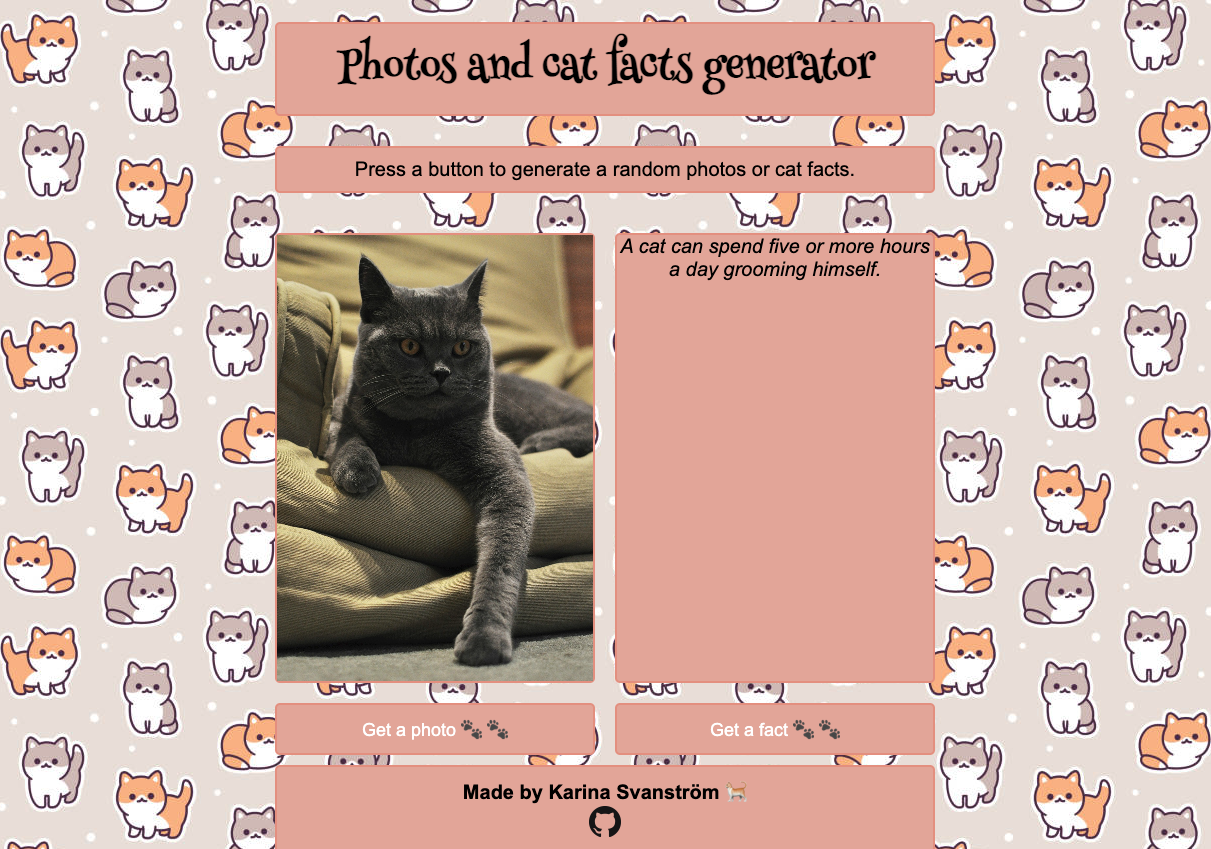 Photos and cat facts generator
Press a button to generate a random photos or cat facts.
A cat can spend five or more hours
a day grooming himself.
Get a photo 🐾 🐾
Get a fact 🐾 🐾
Made by Karina Svanström 🐈